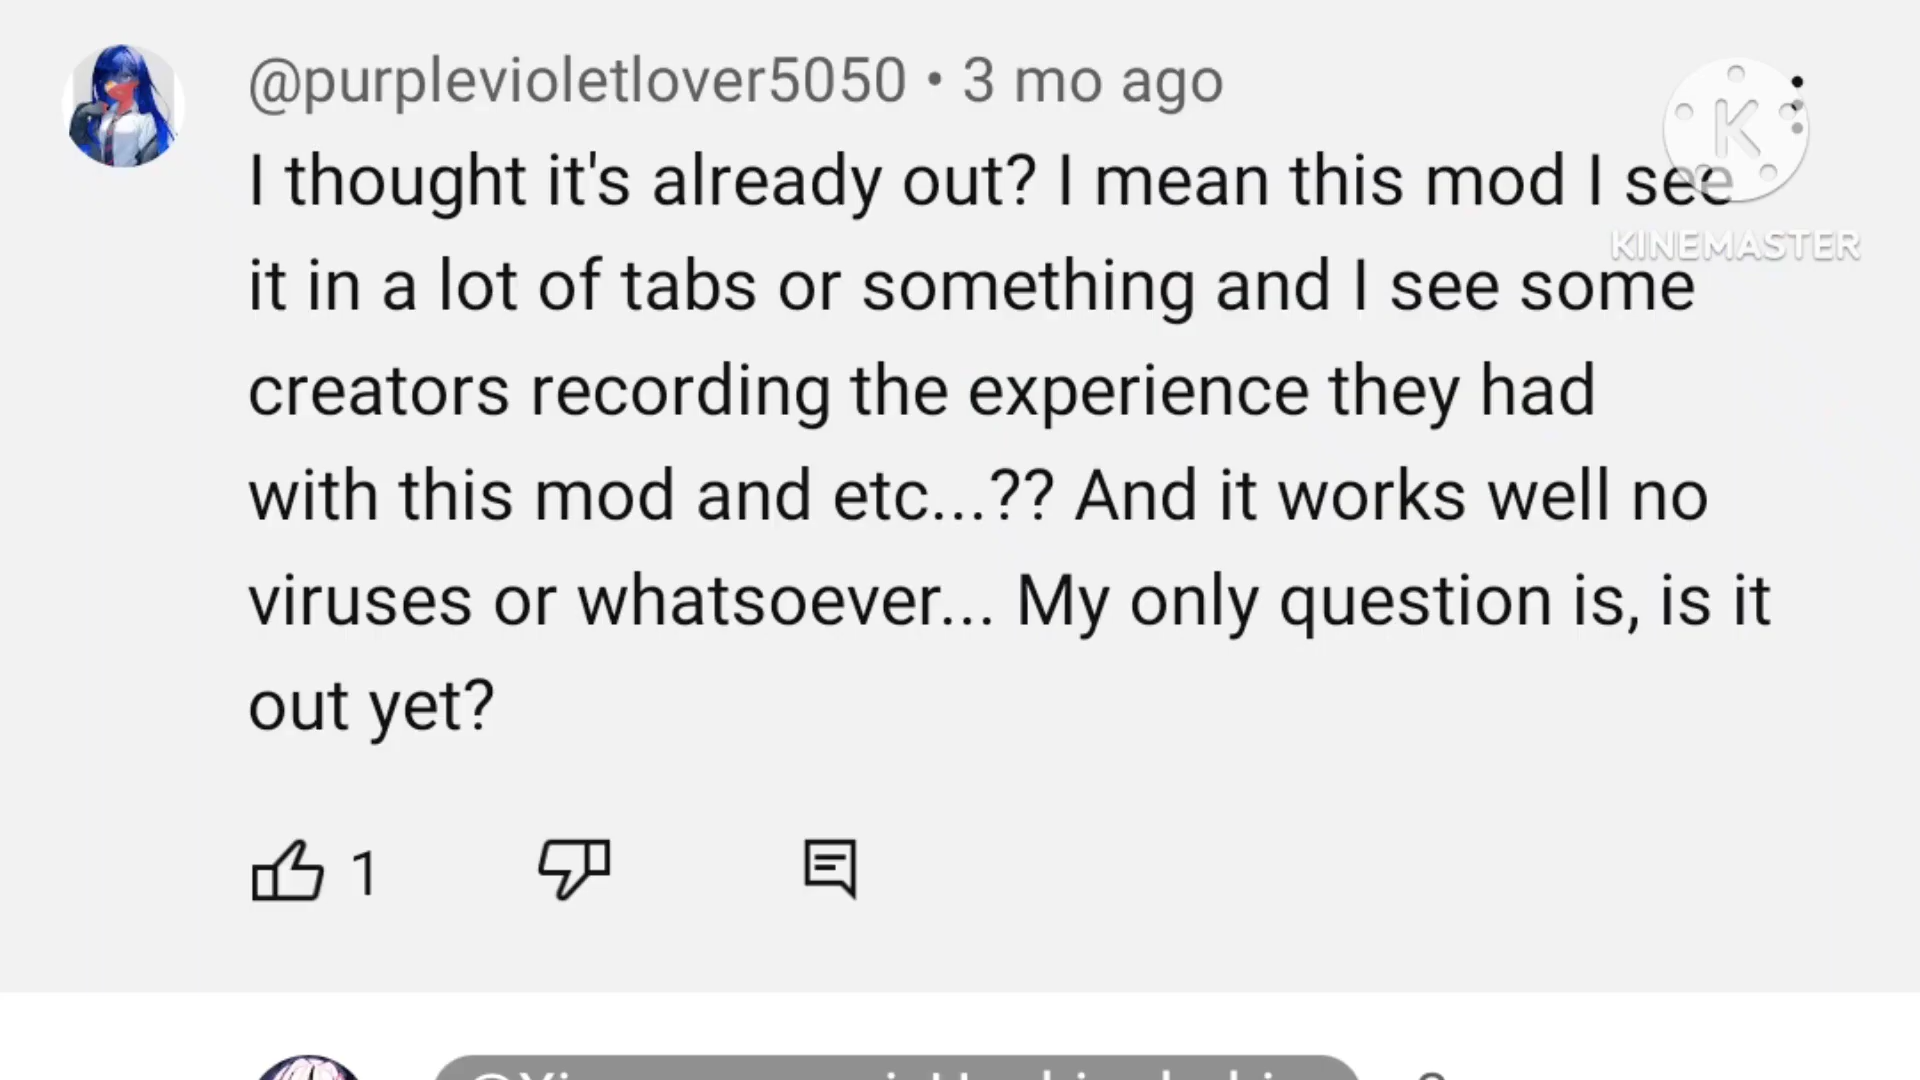 @purplevioletlover5050 • 3 mo ago
I thought it's already out? I mean this mod I see
K
KINEMASTER
it in a lot of tabs or something and I see some
creators recording the experience they had
with this mod and etc...?? And it works well no
viruses or whatsoever... My only question is, is it
out yet?
1